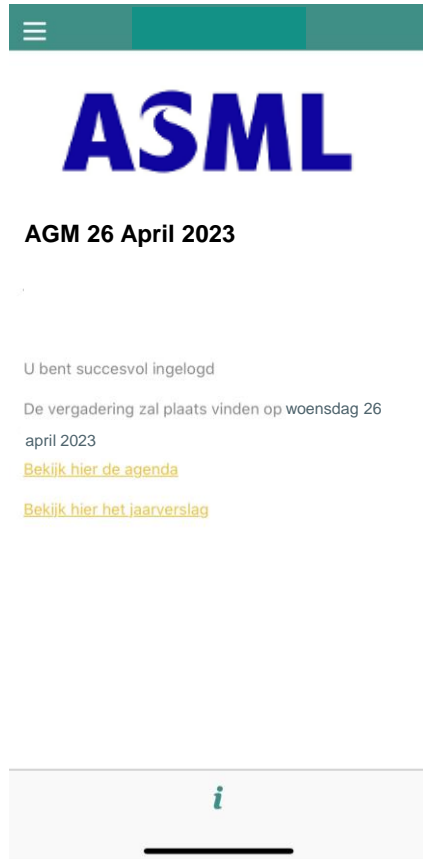 ASML
AGM 26 April 2023
U bent succesvol ingelogd
De vergadering zal plaats vinden op woensdag 26
april 2023
Bekijk hier de agenda
Bekijk hier het jaarverslag
i